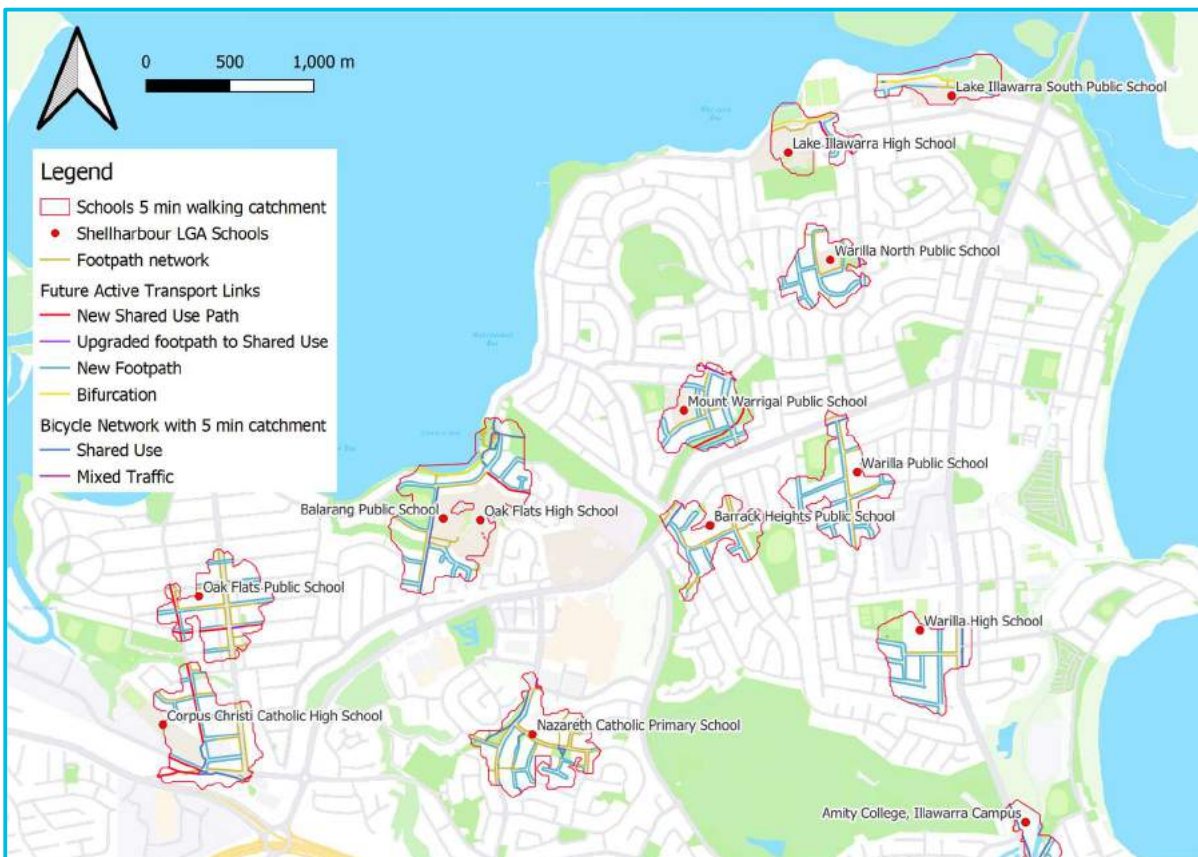 0 500 1,000 m
Legend
Schools 5 min walking catchment
Shellharbour LGA Schools
Footpath network
Future Active Transport Links
New Shared Use Path
Upgraded footpath to Shared Use
New Footpath
Bifurcation
Bicycle Network with 5 min catchment
Shared Use
Mixed Traffic
Lake Illawarra South Public School
Lake Illawarra High School
Warilla North Public School
Mount Warrigal Public School
Warilla Public School
Balarang Public School
Oak Flats High School
Barrack Heights Public School
Oak Flats Public School
Warilla High School
Corpus Christi Catholic High School
Nazareth Catholic Primary School
Amity College, Illawarra Campus